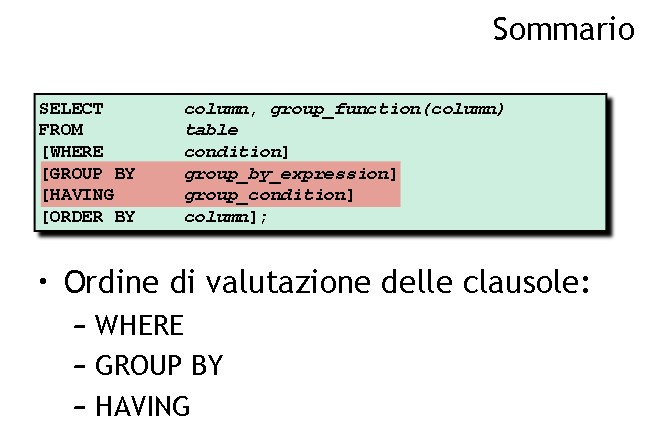 Sommario
SELECT column, group_function(column)
FROM table
[WHERE condition]
[GROUP BY group_by_expression]
[HAVING group_condition]
[ORDER BY column];
• Ordine di valutazione delle clausole:
– WHERE
– GROUP BY
– HAVING